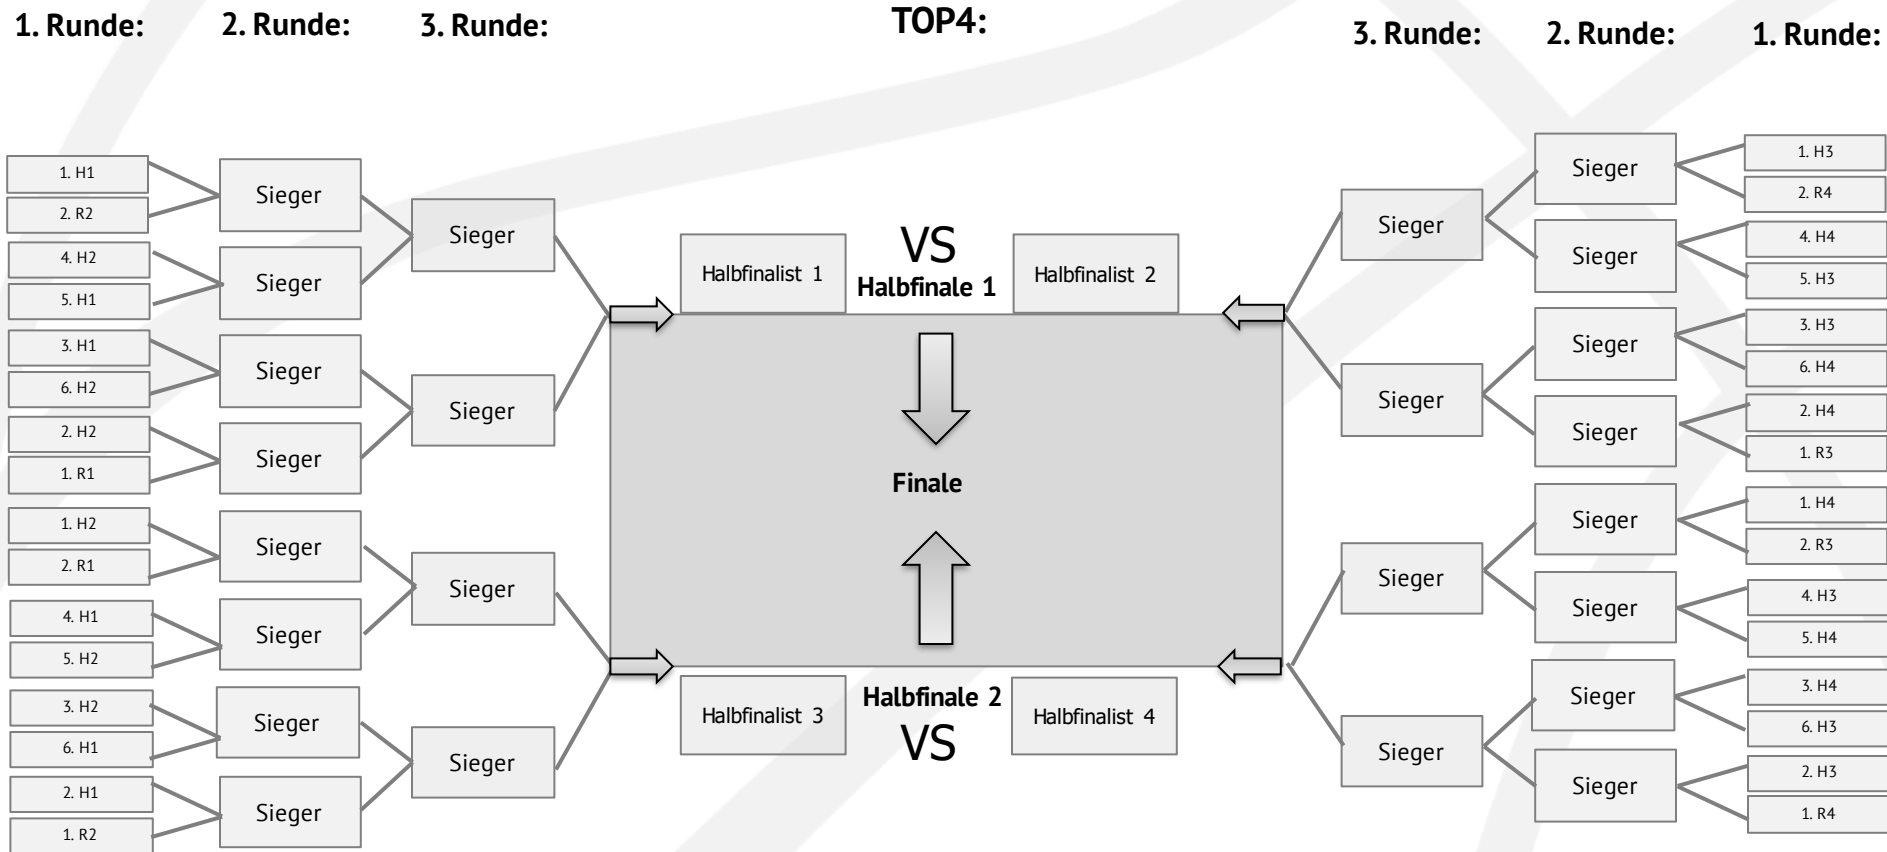 1. Runde:
2. Runde:
3. Runde:
TOP4:
3. Runde:
2. Runde:
1. Runde:
1. H1
2. R2
4. H2
5. H1
3. H1
6. H2
2. H2
1. R1
1. H2
2. R1
4. H1
5. H2
3. H2
6. H1
2. H1
1. R2
Sieger
Sieger
Sieger
Sieger
Sieger
Sieger
Sieger
Sieger
Sieger
Sieger
Sieger
Sieger
Halbfinalist 1
VS
Halbfinale 1
Halbfinalist 2
Finale
Halbfinalist 3
Halbfinale 2
VS
Halbfinalist 4
Sieger
Sieger
Sieger
Sieger
Sieger
Sieger
Sieger
Sieger
Sieger
Sieger
Sieger
Sieger
1. H3
2. R4
4. H4
5. H3
3. H3
6. H4
2. H4
1. R3
1. H4
2. R3
4. H3
5. H4
3. H4
6. H3
2. H3
1. R4